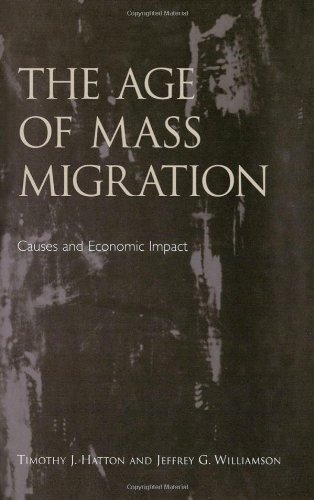 THE AGE
OF MASS
MIGRATION
Causes and Economic Impact
TIMOTHY J. HATTON AND JEFFREY G. WILLIAMSON